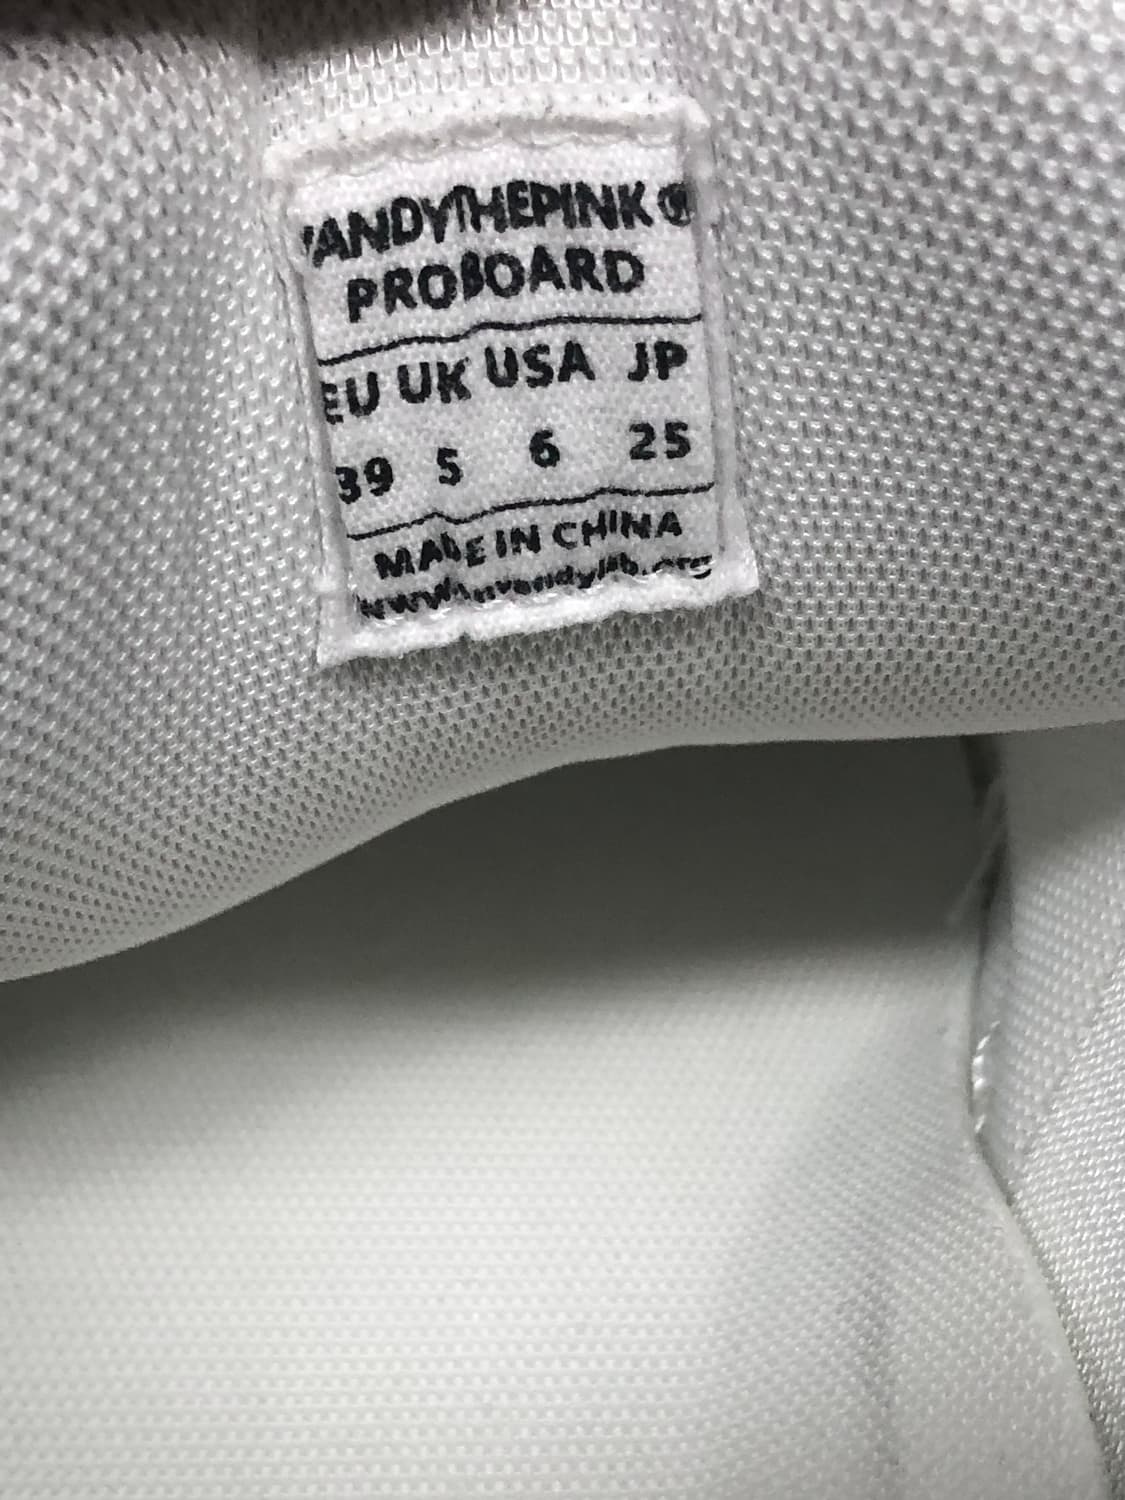 VANDYTHEPINK ®
PROBOARD
EU UK USA JP
39 5 6 25
MADE IN CHINA